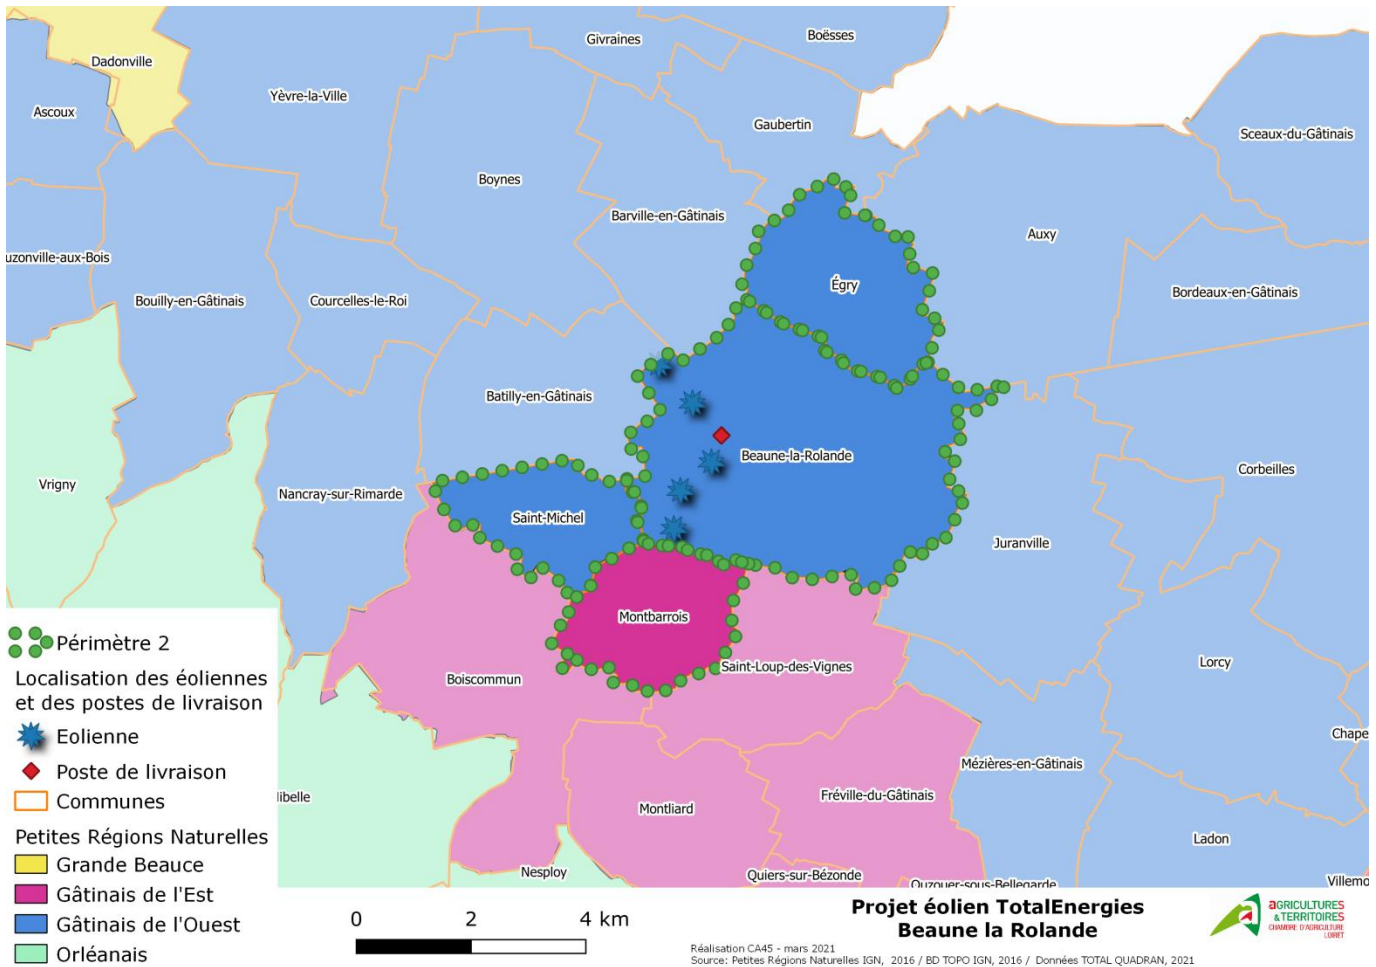 Givraines
Boësses
Dadonville
Yèvre-la-Ville
Ascoux
Gaubertin
Sceaux-du-Gâtinais
Boynes
Barville-en-Gâtinais
Auxy
uzonville-aux-Bois
Égry
Bordeaux-en-Gâtinais
Bouilly-en-Gâtinais
Courcelles-le-Roi
Batilly-en-Gâtinais
Beaune-la-Rolande
Corbeilles
Vrigny
Nancray-sur-Rimarde
Saint-Michel
Juranville
Montbarrois
Saint-Loup-des-Vignes
Lorcy
Boiscommun
Chape
Mézières-en-Gâtinais
libelle
Fréville-du-Gâtinais
Montliard
Ladon
Nesploy
Quiers-sur-Bézonde
Ouzouer-sous-Bellegarde
Villemo
Périmètre 2
Localisation des éoliennes
et des postes de livraison
Eolienne
Poste de livraison
Communes
Petites Régions Naturelles
Grande Beauce
Gâtinais de l'Est
Gâtinais de l'Ouest
Orléanais
0 2 4 km
Projet éolien TotalEnergies
Beaune la Rolande
Réalisation CA45 - mars 2021
Source: Petites Régions Naturelles IGN, 2016 / BD TOPO IGN, 2016 / Données TOTAL QUADRAN, 2021
aGRICULTURES
&TERRITOIRES
CHAMBRE D'AGRICULTURE
LOIRET